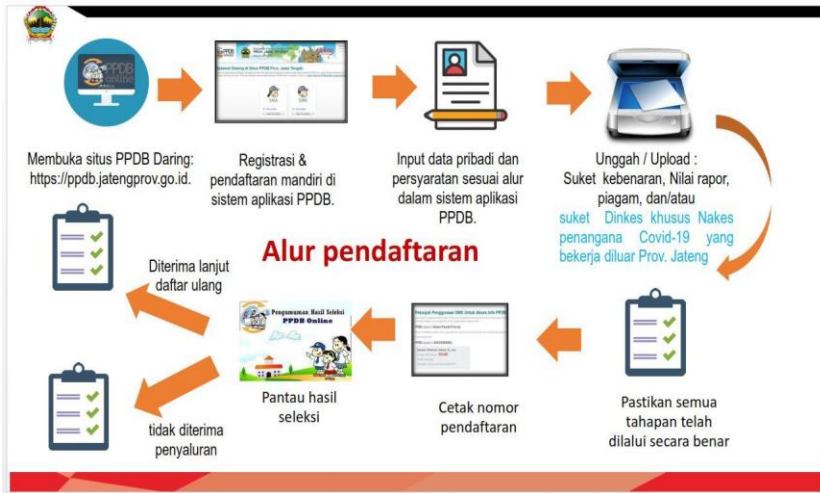 PPDB
online
Membuka situs PPDB Daring:
https://ppdb.jatengprov.go.id.
Registrasi &
pendaftaran mandiri di
sistem aplikasi PPDB.
Input data pribadi dan
persyaratan sesuai alur
dalam sistem aplikasi
PPDB.
Unggah / Upload :
Suket kebenaran, Nilai rapor,
piagam, dan/atau
suket Dinkes khusus Nakes
penangana Covid-19 yang
bekerja diluar Prov. Jateng
Alur pendaftaran
Diterima lanjut
daftar ulang
tidak diterima
penyaluran
Pengumuman Hasil Seleksi
PPDB Online
Pantau hasil
seleksi
Cetak nomor
pendaftaran
Pastikan semua
tahapan telah
dilalui secara benar